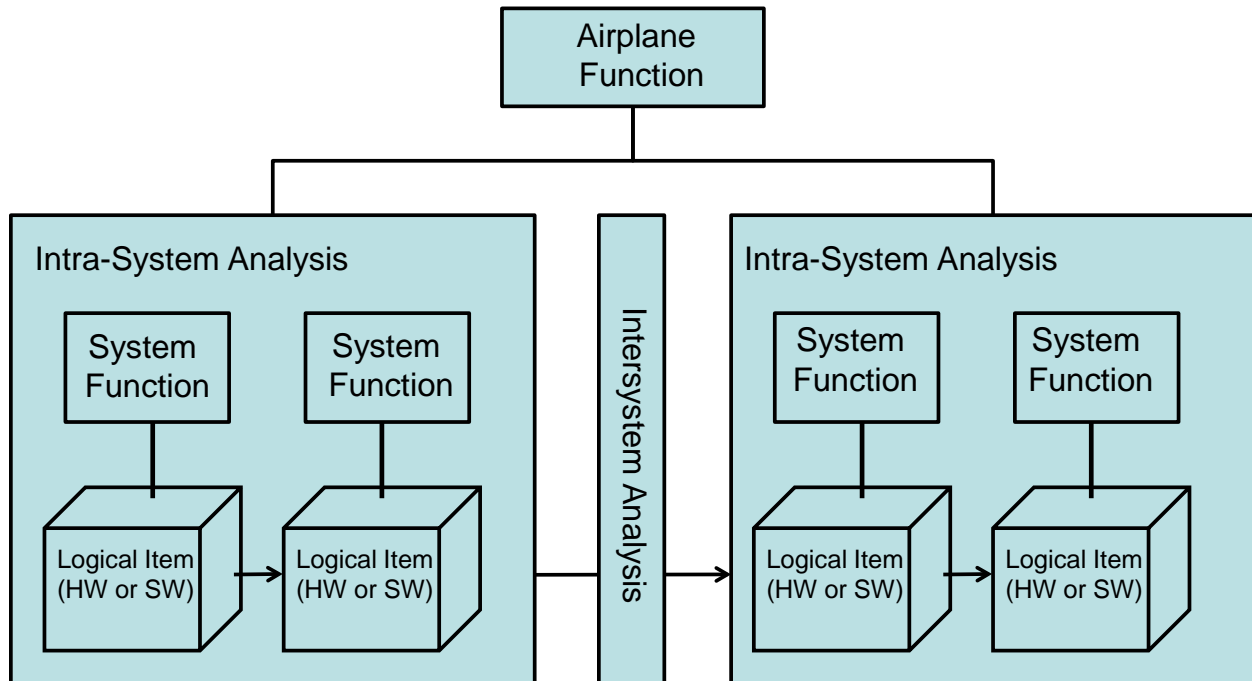 Airplane
Function
Intra-System Analysis
System
Function
System
Function
Logical Item
(HW or SW)
Logical Item
(HW or SW)
Intersystem Analysis
Intra-System Analysis
System
Function
System
Function
Logical Item
(HW or SW)
Logical Item
(HW or SW)